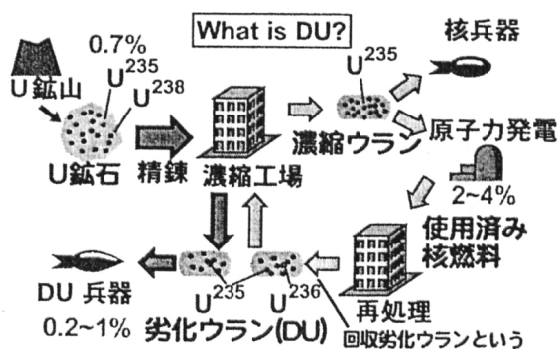 What is DU?
核兵器
0.7%
U235
U238
U鉱山
U235
濃縮ウラン
原子力発電
U鉱石
精錬
濃縮工場
2~4%
使用済み
核燃料
DU 兵器
0.2~1%
U235
U236
劣化ウラン(DU)
再処理
回収劣化ウランという